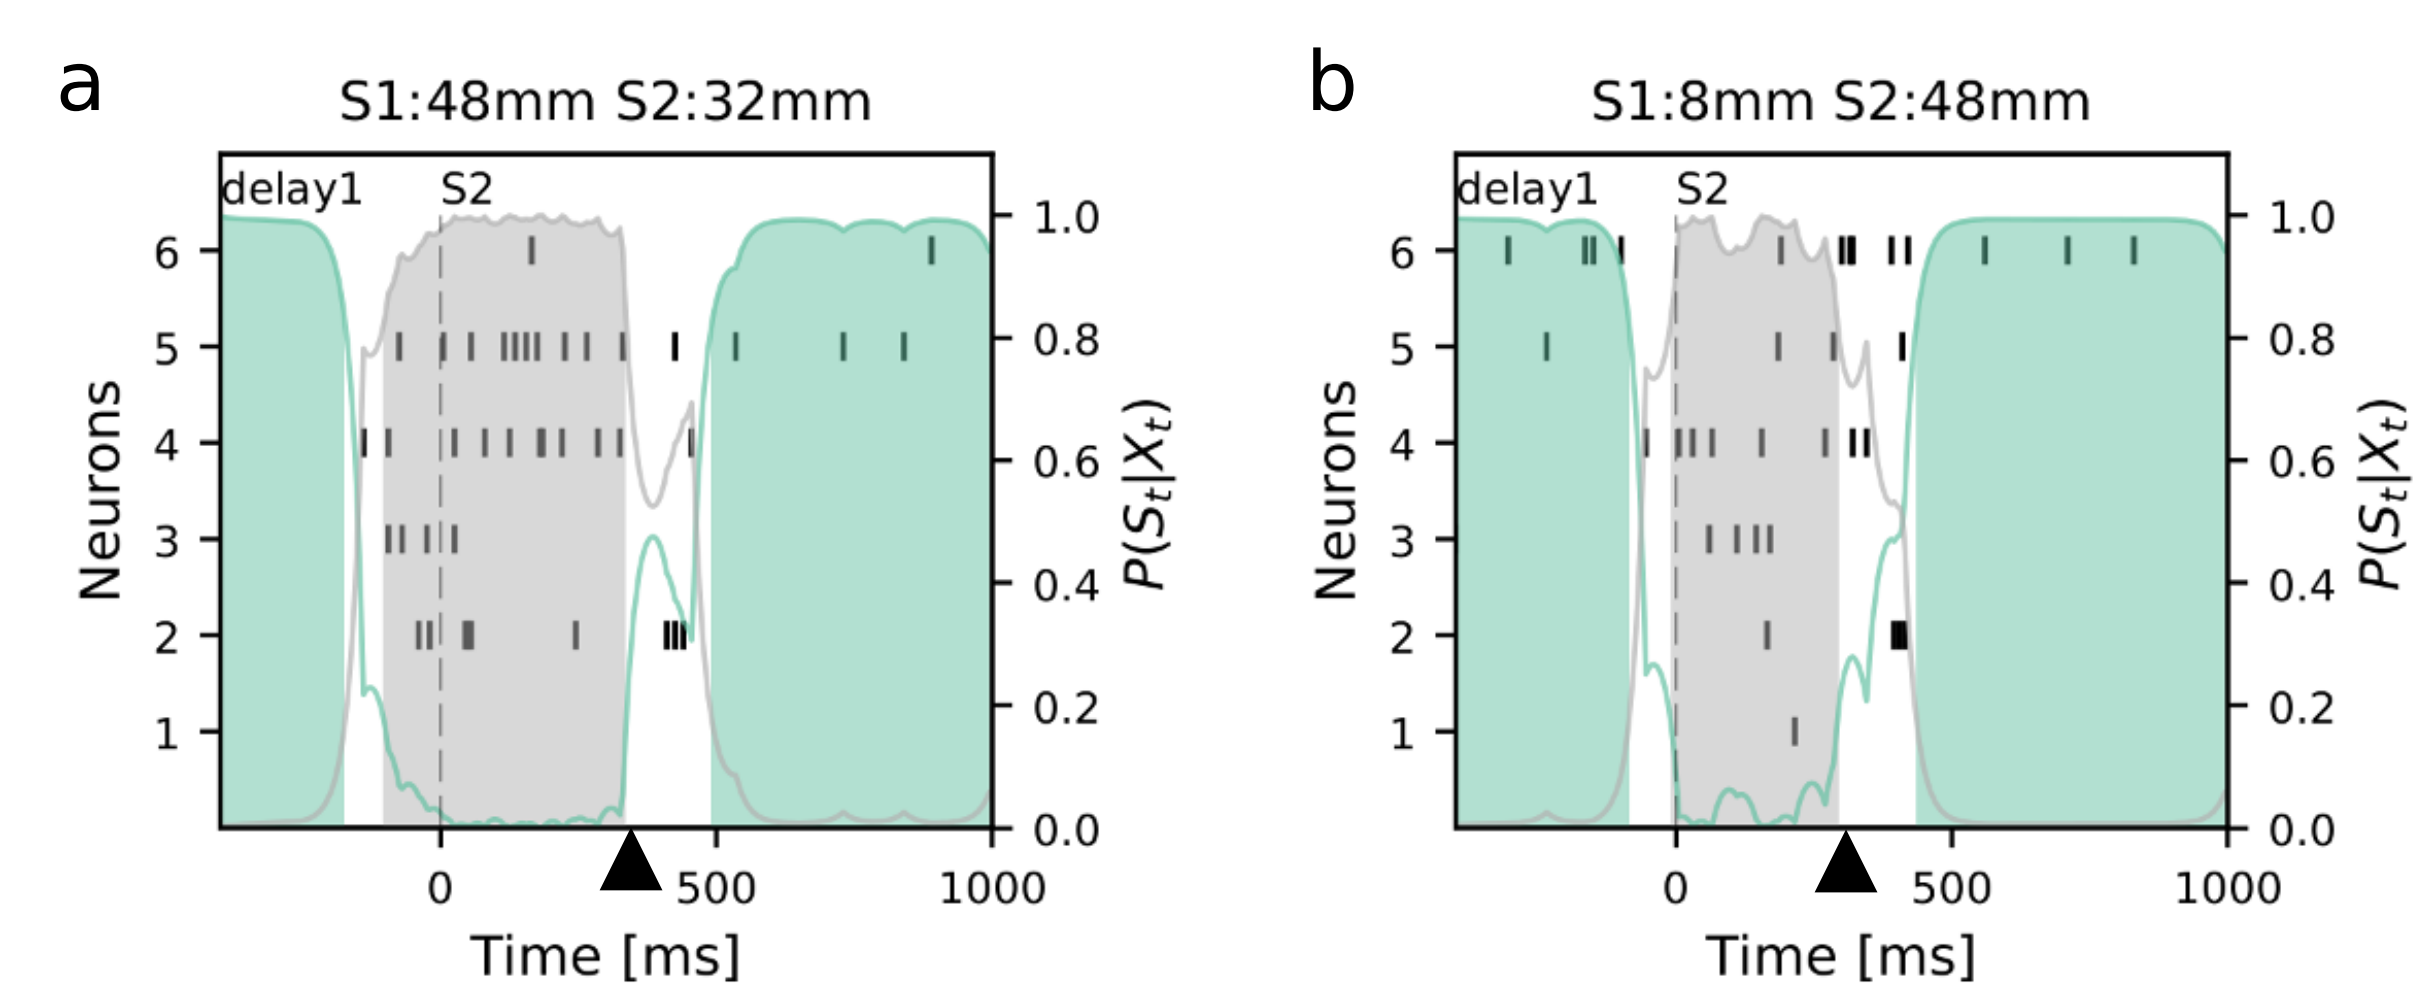 a
S1:48mm S2:32mm
delay1
S2
6
5
4
3
2
1
Neurons
1.0
0.8
0.6
0.4
0.2
0.0
P(S_t|X_t)
0
500
1000
Time [ms]
b
S1:8mm S2:48mm
delay1
S2
6
5
4
3
2
1
Neurons
1.0
0.8
0.6
0.4
0.2
0.0
P(S_t|X_t)
0
500
1000
Time [ms]